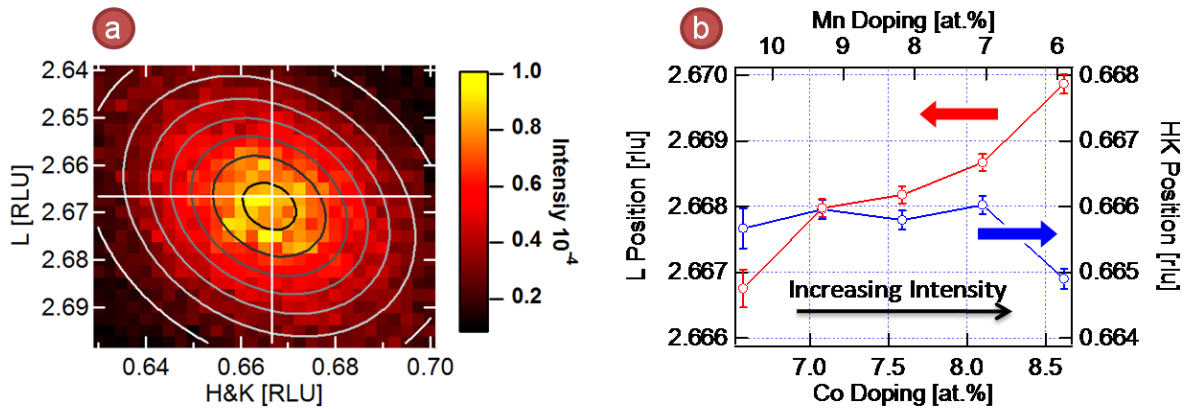 a
2.64
2.65
2.66
2.67
2.68
2.69
L [RLU]
0.64 0.66 0.68 0.70
H&K [RLU]
1.0
0.8
0.6
0.4
0.2
Intensiy 10^-4
b
Mn Doping [at.%]
10 9 8 7 6
2.670
2.669
2.668
2.667
2.666
L Position [rlu]
0.668
0.667
0.666
0.665
0.664
HK Position [rlu]
Increasing Intensity
7.0 7.5 8.0 8.5
Co Doping [at.%]